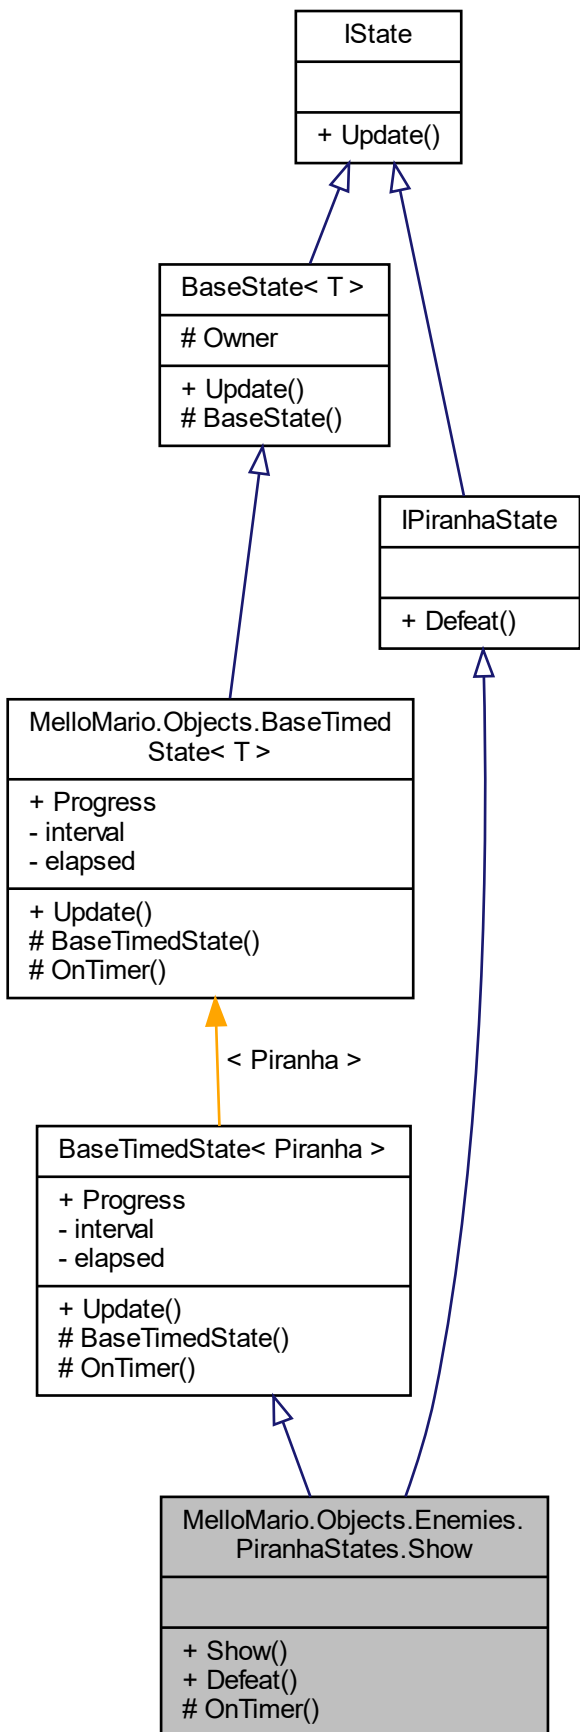 IState
+ Update()
BaseState< T >
# Owner
+ Update()
# BaseState()
IPiranhaState
+ Defeat()
MelloMario.Objects.BaseTimed
State< T >
+ Progress
- interval
- elapsed
+ Update()
# BaseTimedState()
# OnTimer()
< Piranha >
BaseTimedState< Piranha >
+ Progress
- interval
- elapsed
+ Update()
# BaseTimedState()
# OnTimer()
MelloMario.Objects.Enemies.
PiranhaStates.Show
+ Show()
+ Defeat()
# OnTimer()